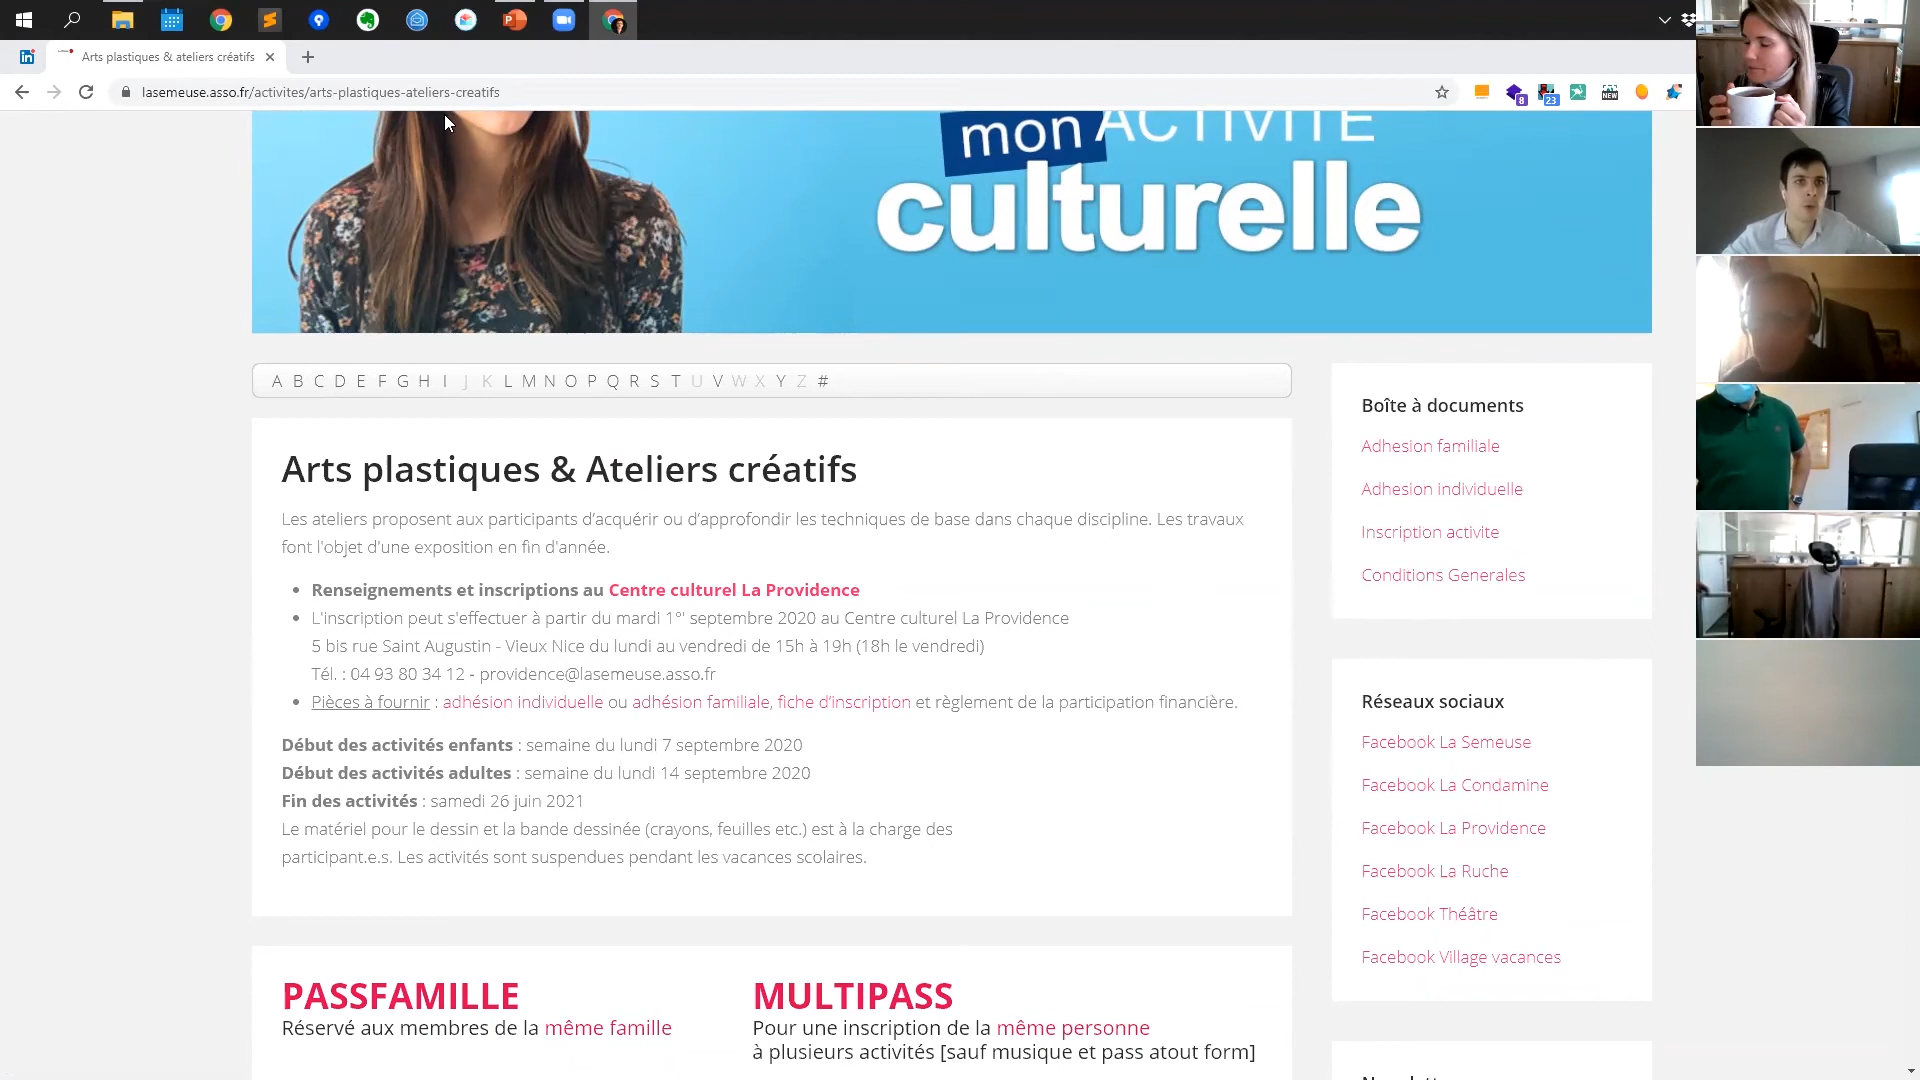 Arts plastiques & ateliers créatifs
lasemeuse.asso.fr/activites/arts-plastiques-ateliers-creatifs
8
23
NEW
mon ACTIVITÉ
culturelle
A B C D E F G H I J K L M N O P Q R S T U V W X Y Z #
Arts plastiques & Ateliers créatifs
Les ateliers proposent aux participants d’acquérir ou d’approfondir les techniques de base dans chaque discipline. Les travaux
font l'objet d'une exposition en fin d'année.
Renseignements et inscriptions au Centre culturel La Providence
L'inscription peut s'effectuer à partir du mardi 1er septembre 2020 au Centre culturel La Providence
5 bis rue Saint Augustin - Vieux Nice du lundi au vendredi de 15h à 19h (18h le vendredi)
Tél. : 04 93 80 34 12 - providence@lasemeuse.asso.fr
Pièces à fournir : adhésion individuelle ou adhésion familiale, fiche d’inscription et règlement de la participation financière.
Début des activités enfants : semaine du lundi 7 septembre 2020
Début des activités adultes : semaine du lundi 14 septembre 2020
Fin des activités : samedi 26 juin 2021
Le matériel pour le dessin et la bande dessinée (crayons, feuilles etc.) est à la charge des
participant.e.s. Les activités sont suspendues pendant les vacances scolaires.
PASSFAMILLE
Réservé aux membres de la même famille
MULTIPASS
Pour une inscription de la même personne
à plusieurs activités [sauf musique et pass atout form]
Boîte à documents
Adhesion familiale
Adhesion individuelle
Inscription activite
Conditions Generales
Réseaux sociaux
Facebook La Semeuse
Facebook La Condamine
Facebook La Providence
Facebook La Ruche
Facebook Théâtre
Facebook Village vacances